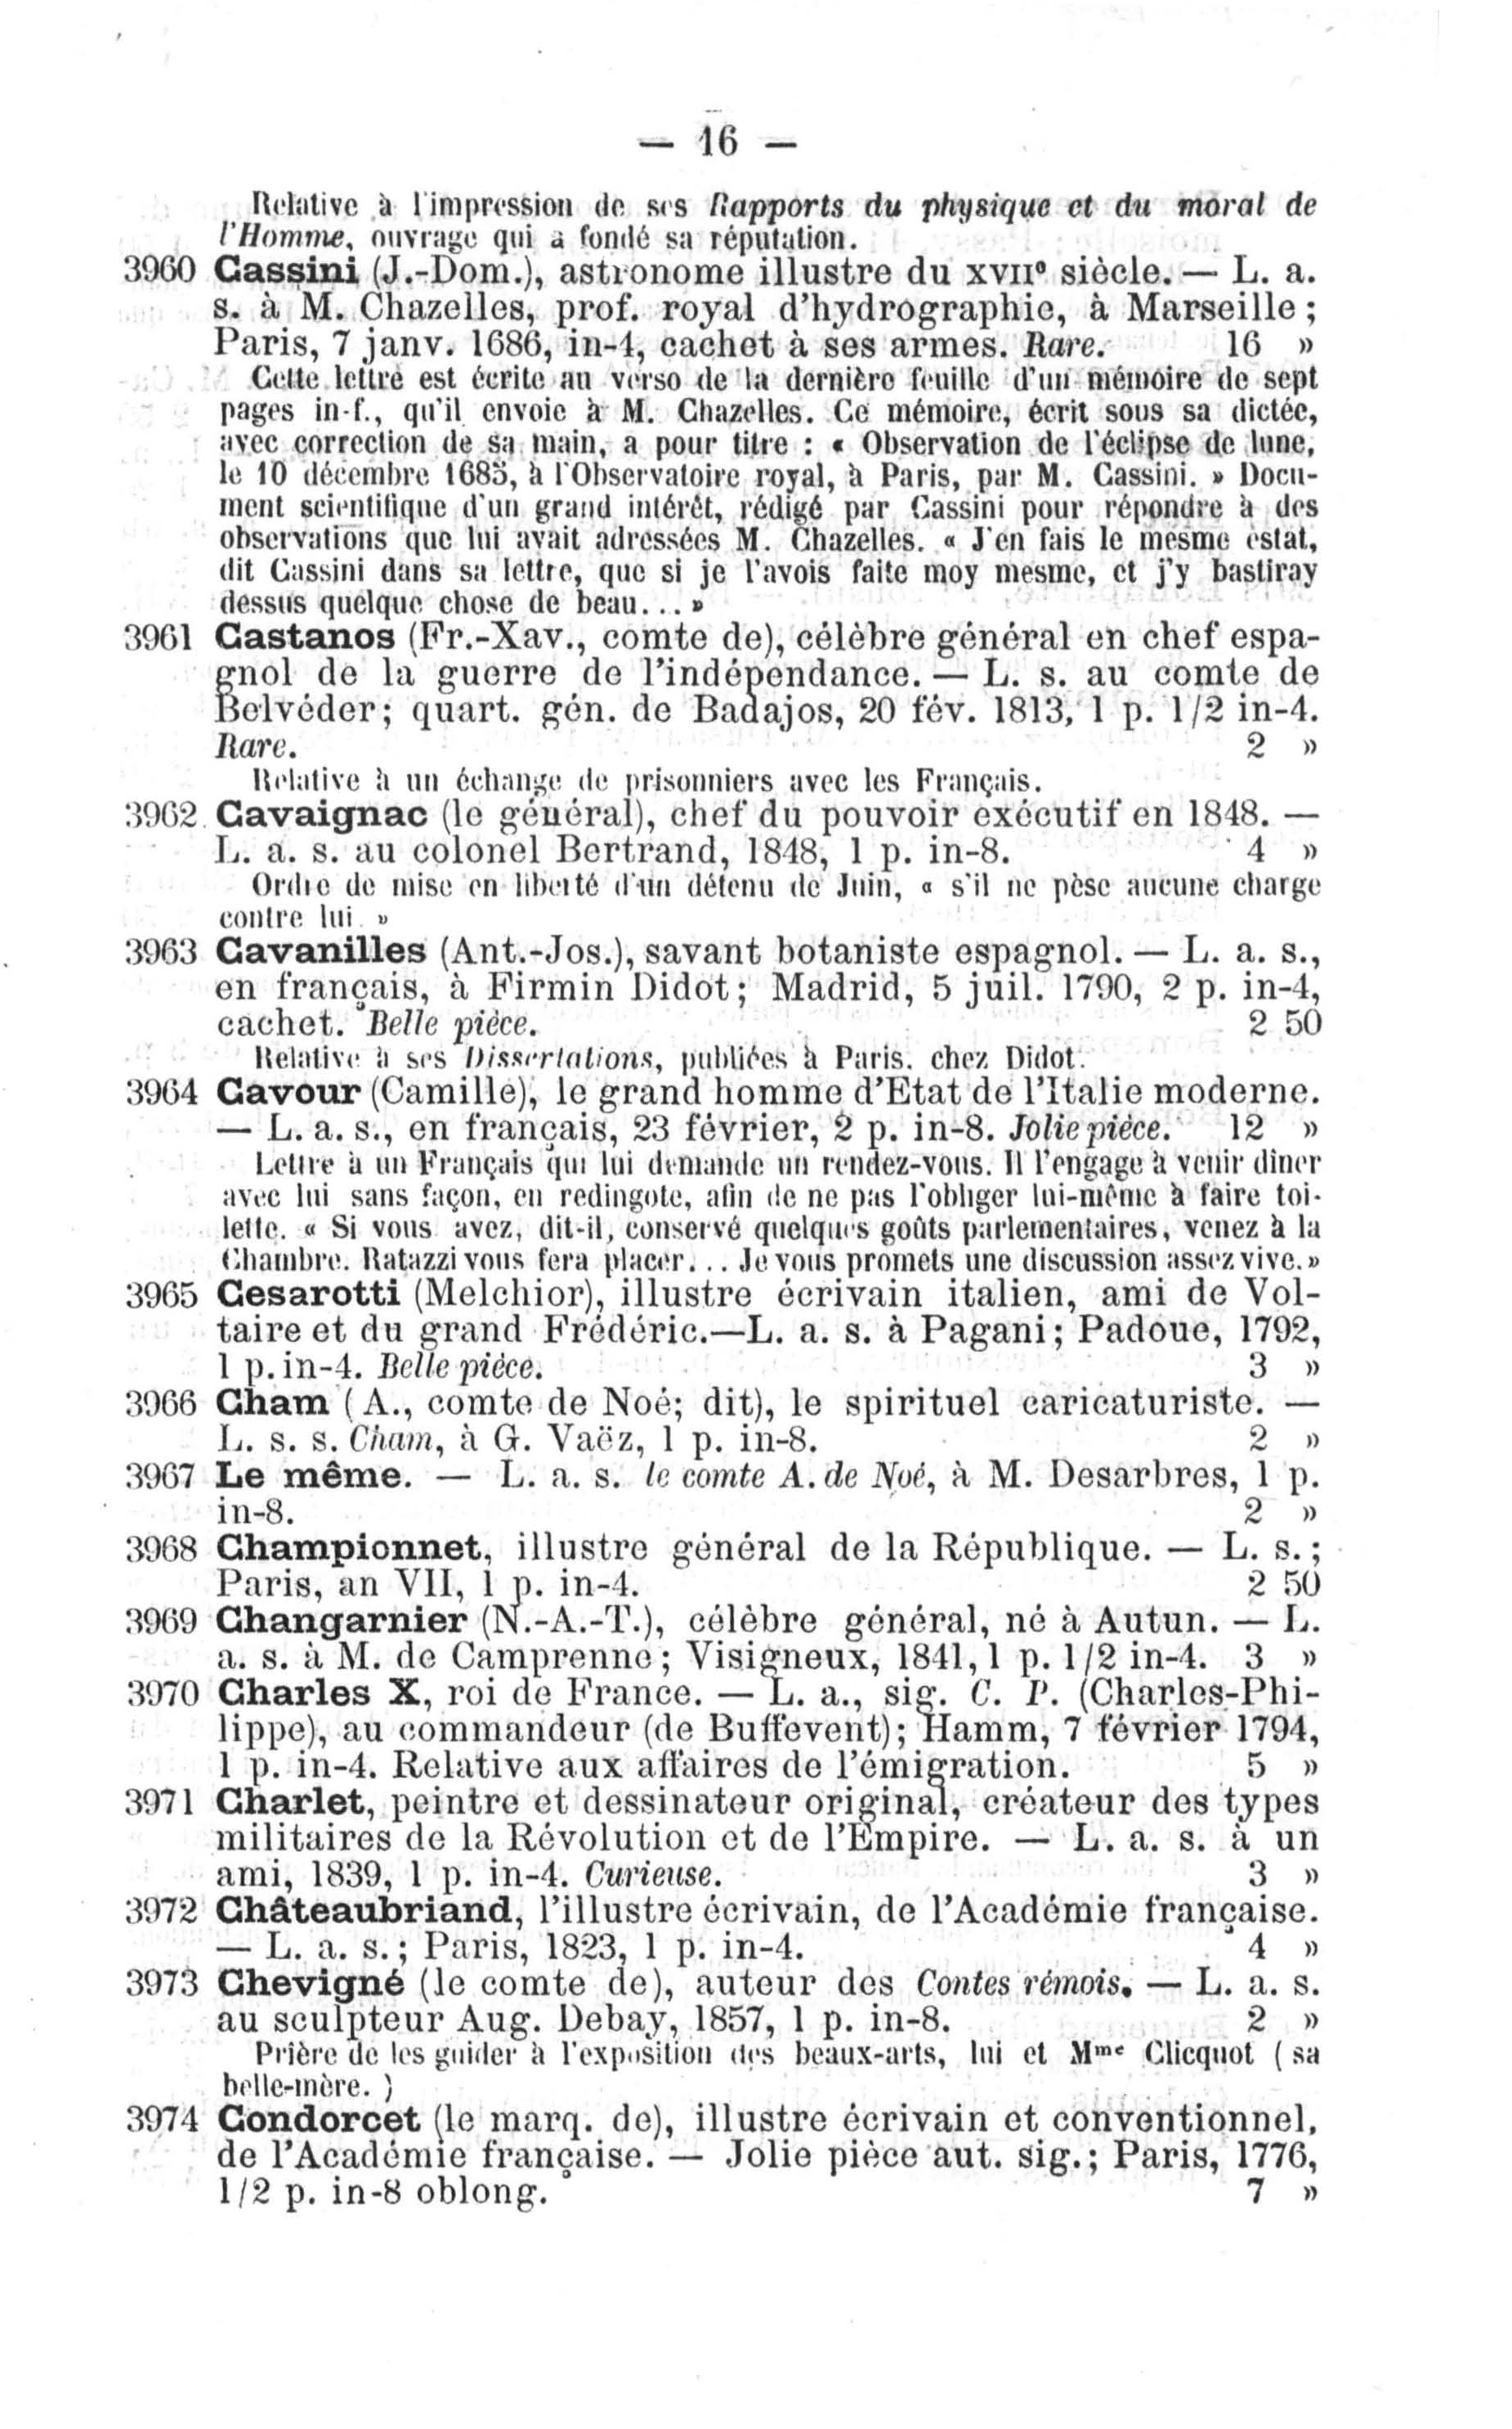 — 16 —
Relative à l'impression de ses Rapports du physique et du moral de
l'Homme, ouvrage qui a fondé sa réputation.
3960 Cassini (J.-Dom.), astronome illustre du XVIIe siècle. — L. a.
s. à M. Chazelles, prof. royal d'hydrographie, à Marseille ;
Paris, 7 janv. 1686, in-4, cachet à ses armes. Rare. 16 »
Cette lettre est écrite au verso de la dernière feuille d'un mémoire de sept
pages in-f., qu'il envoie à M. Chazelles. Ce mémoire, écrit sous sa dictée,
avec correction de sa main, a pour titre : « Observation de l'éclipse de lune,
le 10 décembre 1685, à l'Observatoire royal, à Paris, par M. Cassini. » Docu-
ment scientifique d'un grand intérêt, rédigé par Cassini pour répondre à des
observations que lui avait adressées M. Chazelles. « J'en fais le mesme estat,
dit Cassini dans sa lettre, que si je l'avois faite moy mesme, et j'y bastiray
dessus quelque chose de beau... »
3961 Castanos (Fr.-Xav., comte de), célèbre général en chef espa-
gnol de la guerre de l'indépendance. — L. s. au comte de
Belvéder; quart. gén. de Badajos, 20 fév. 1813, 1 p. 1/2 in-4.
Rare. 2 »
Relative à un échange de prisonniers avec les Français.
3962 Cavaignac (le général), chef du pouvoir exécutif en 1848. —
L. a. s. au colonel Bertrand, 1848, 1 p. in-8. 4 »
Ordre de mise en liberté d'un détenu de Juin, « s'il ne pèse aucune charge
contre lui »
3963 Cavanilles (Ant.-Jos.), savant botaniste espagnol. — L. a. s.,
en français, à Firmin Didot; Madrid, 5 juil. 1790, 2 p. in-4,
cachet. Belle pièce. 2 50
Relative à ses Dissertations, publiées à Paris. chez Didot.
3964 Cavour (Camille), le grand homme d'Etat de l'Italie moderne.
— L. a. s., en français, 23 février, 2 p. in-8. Jolie pièce. 12 »
Lettre à un Français qui lui demande un rendez-vous. Il l'engage à venir dîner
avec lui sans façon, en redingote, afin de ne pas l'obliger lui-même à faire toi-
lette. « Si vous avez, dit-il, conservé quelques goûts parlementaires, venez à la
Chambre. Ratazzi vous fera placer... Je vous promets une discussion assez vive. »
3965 Cesarotti (Melchior), illustre écrivain italien, ami de Vol-
taire et du grand Frédéric.—L. a. s. à Pagani; Padoue, 1792,
1 p. in-4. Belle pièce. 3 »
3966 Cham (A., comte de Noé; dit), le spirituel caricaturiste. —
L. s. s. Cham, à G. Vaëz, 1 p. in-8. 2 »
3967 Le même. — L. a. s. le comte A. de Noé, à M. Desarbres, 1 p.
in-8. 2 »
3968 Championnet, illustre général de la République. — L. s. ;
Paris, an VII, 1 p. in-4. 2 50
3969 Changarnier (N.-A.-T.), célèbre général, né à Autun. — L.
a. s. à M. de Camprenne; Visigneux, 1841, 1 p. 1/2 in-4. 3 »
3970 Charles X, roi de France. — L. a., sig. C. P. (Charles-Phi-
lippe), au commandeur (de Buffevent); Hamm, 7 février 1794,
1 p. in-4. Relative aux affaires de l'émigration. 5 »
3971 Charlet, peintre et dessinateur original, créateur des types
militaires de la Révolution et de l'Empire. — L. a. s. à un
ami, 1839, 1 p. in-4. Curieuse. 3 »
3972 Châteaubriand, l'illustre écrivain, de l'Académie française.
— L. a. s. ; Paris, 1823, 1 p. in-4. 4 »
3973 Chevigné (le comte de), auteur des Contes rémois. — L. a. s.
au sculpteur Aug. Debay, 1857, 1 p. in-8. 2 »
Prière de les guider à l'exposition des beaux-arts, lui et Mme Clicquot ( sa
belle-mère. )
3974 Condorcet (le marq. de), illustre écrivain et conventionnel,
de l'Académie française. — Jolie pièce aut. sig.; Paris, 1776,
1/2 p. in-8 oblong. 7 »